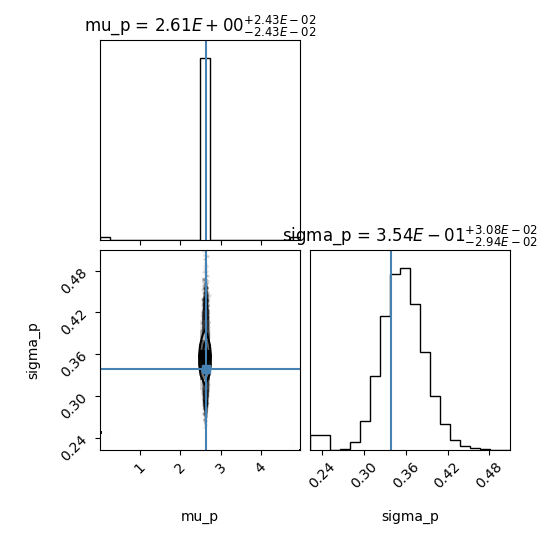 mu_p = 2.61E + 00 +2.43E − 02 −2.43E − 02
sigma_p = 3.54E − 01 +3.08E − 02 −2.94E − 02
sigma_p
0.48
0.42
0.36
0.30
0.24
1 2 3 4
mu_p
0.24 0.30 0.36 0.42 0.48
sigma_p